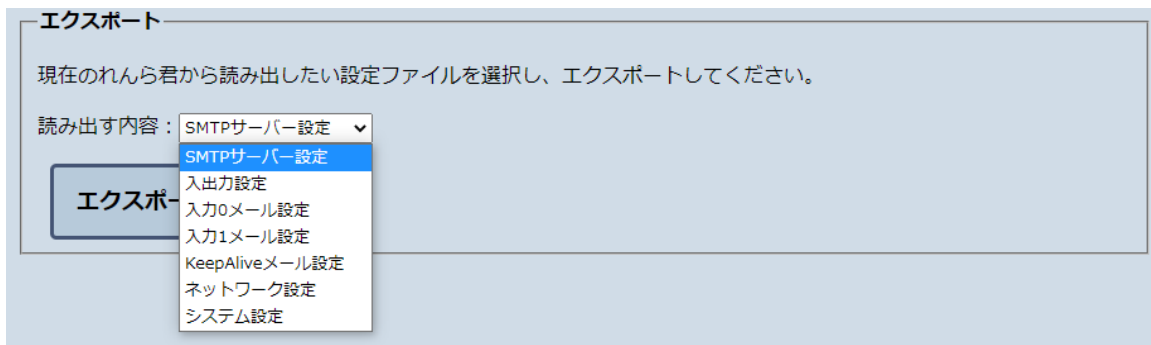 エクスポート
現在のれんら君から読み出したい設定ファイルを選択し、エクスポートしてください。
読み出す内容：SMTPサーバー設定
SMTPサーバー設定
入出力設定
エクスポー
入力0メール設定
入力1メール設定
KeepAliveメール設定
ネットワーク設定
システム設定